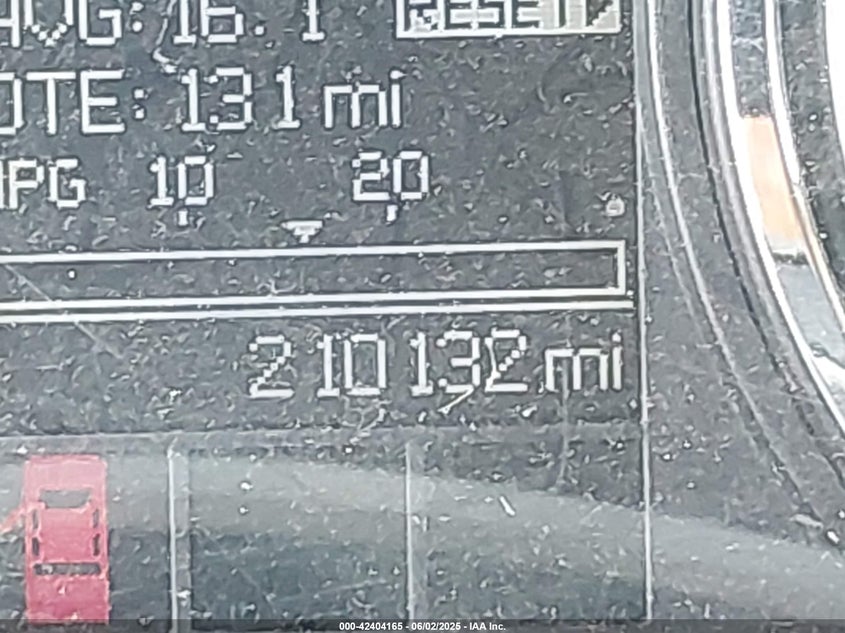 AVG: 16.1 RESET
DTE: 131 mi
MPG 10 20
210132 mi
000-42404165 - 06/02/2025 - IAA Inc.